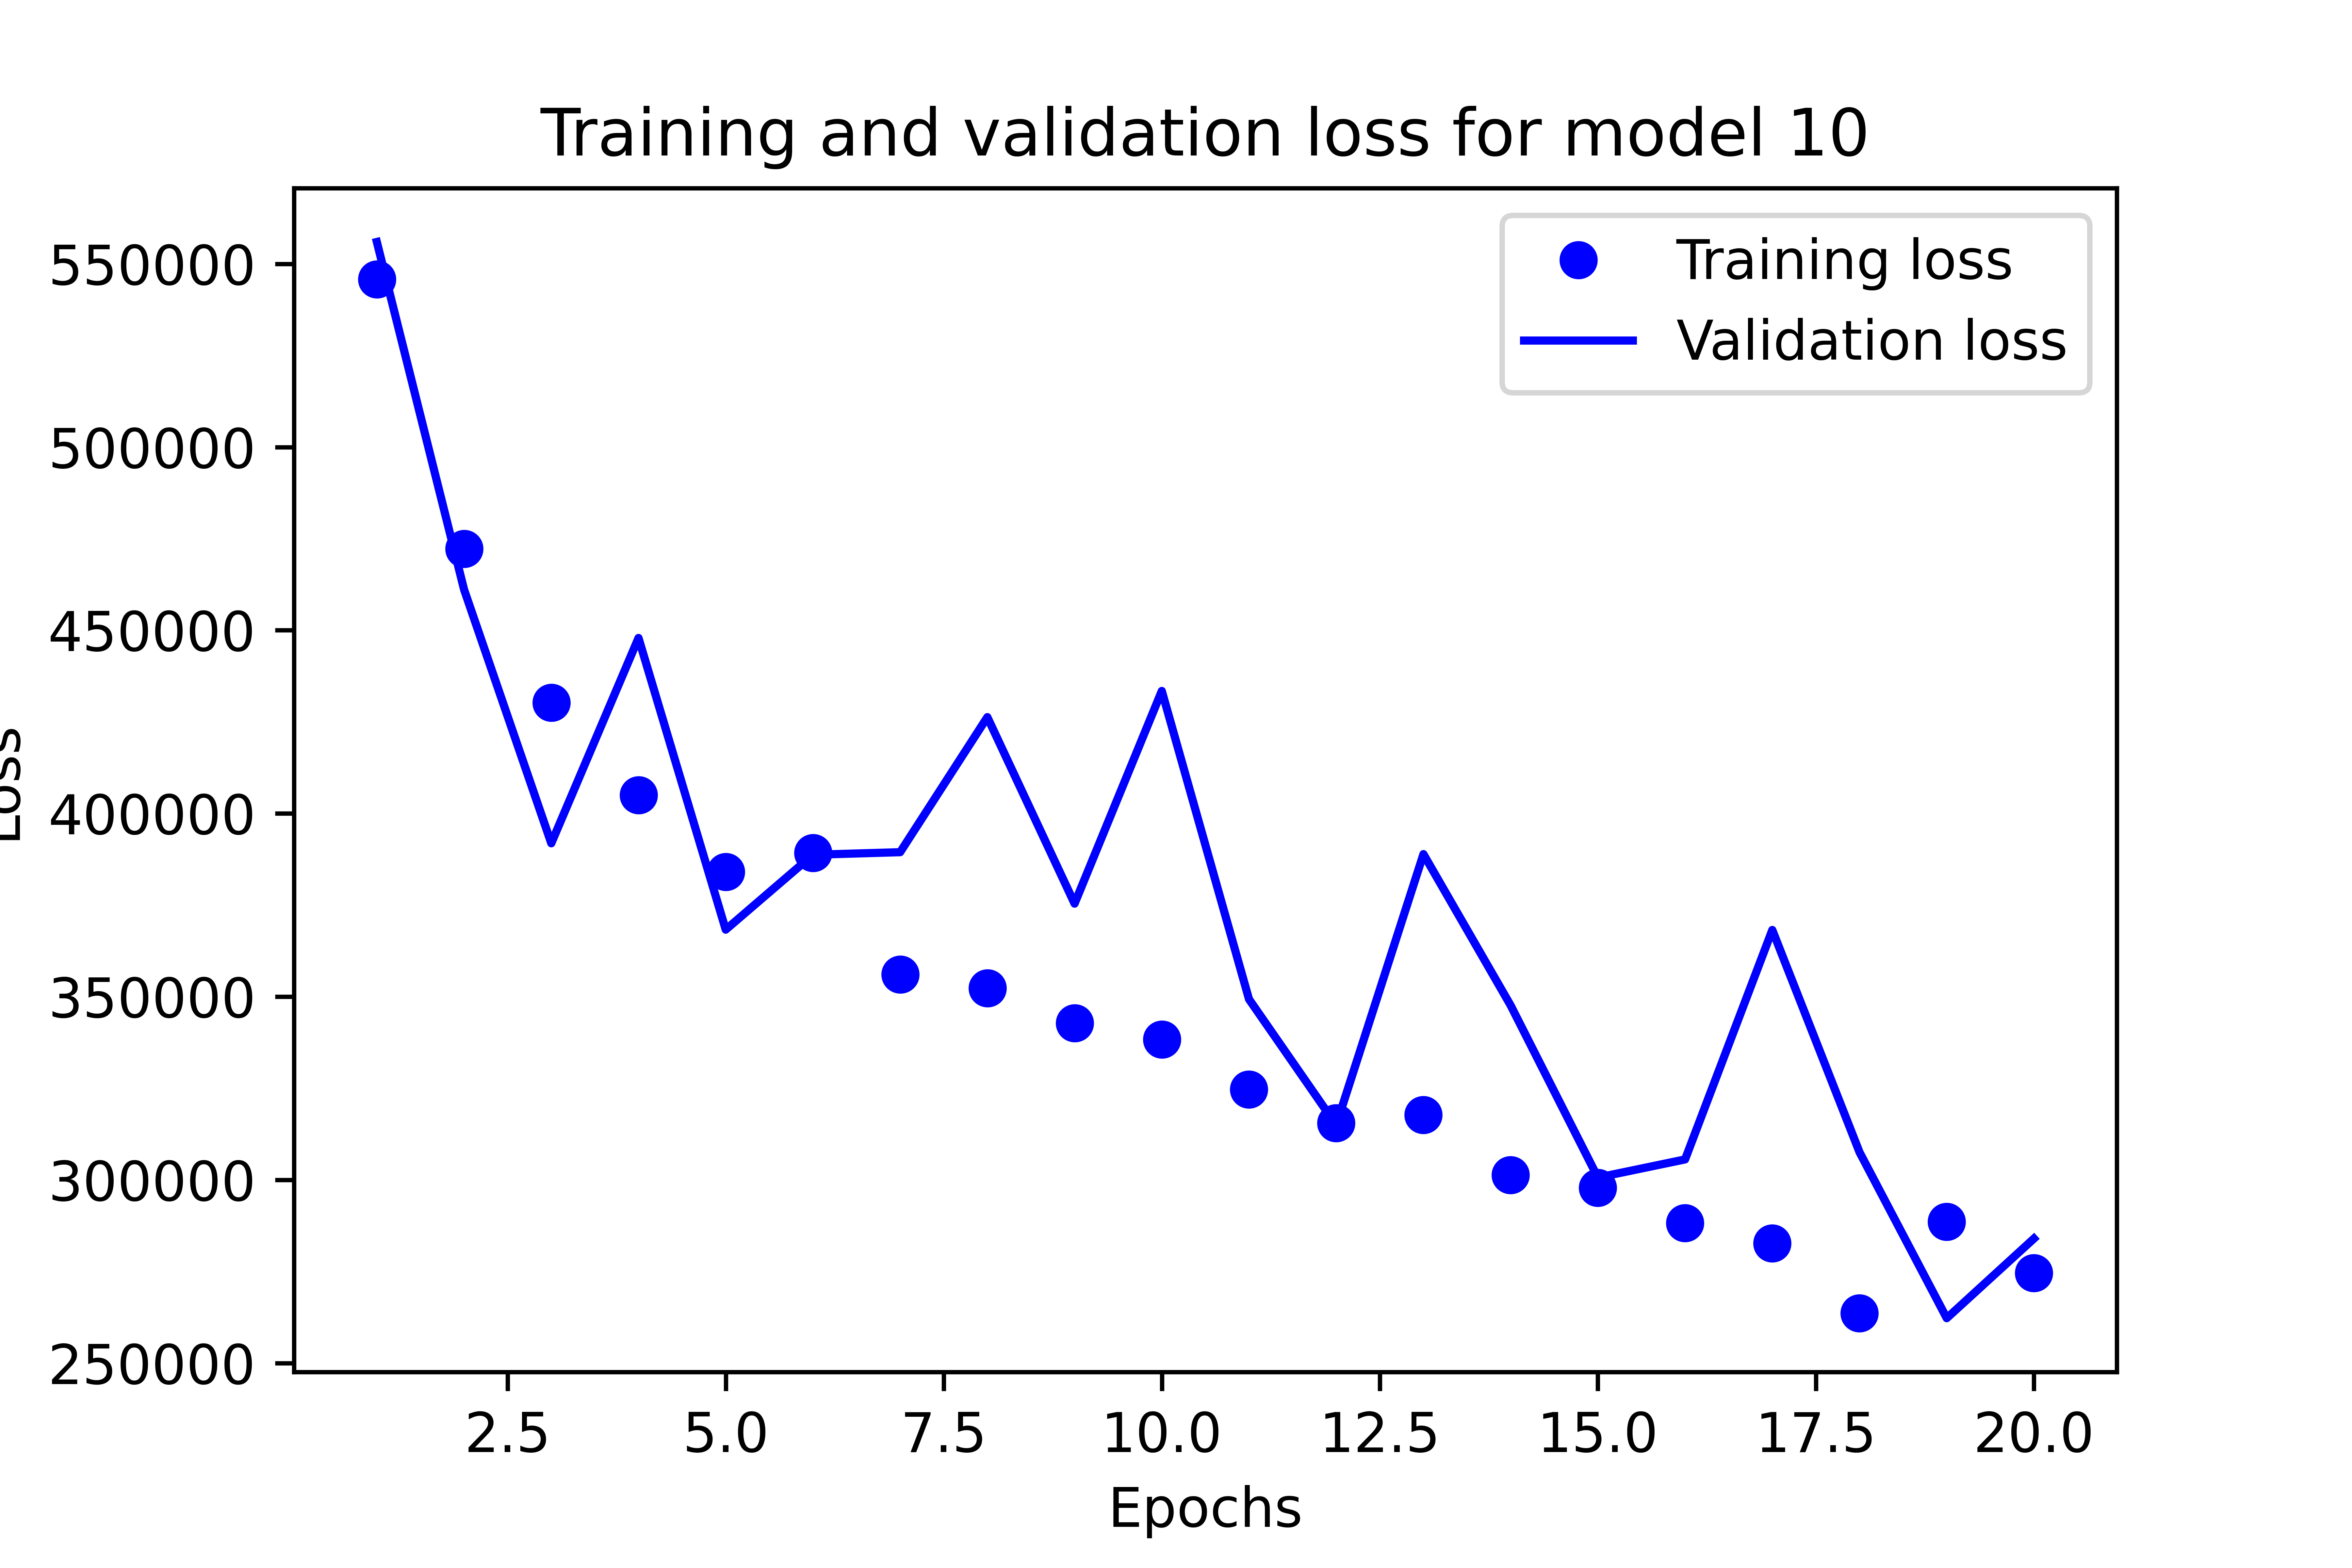 Training and validation loss for model 10
Training loss
Validation loss
550000
500000
450000
400000
350000
300000
250000
Loss
2.5 5.0 7.5 10.0 12.5 15.0 17.5 20.0
Epochs